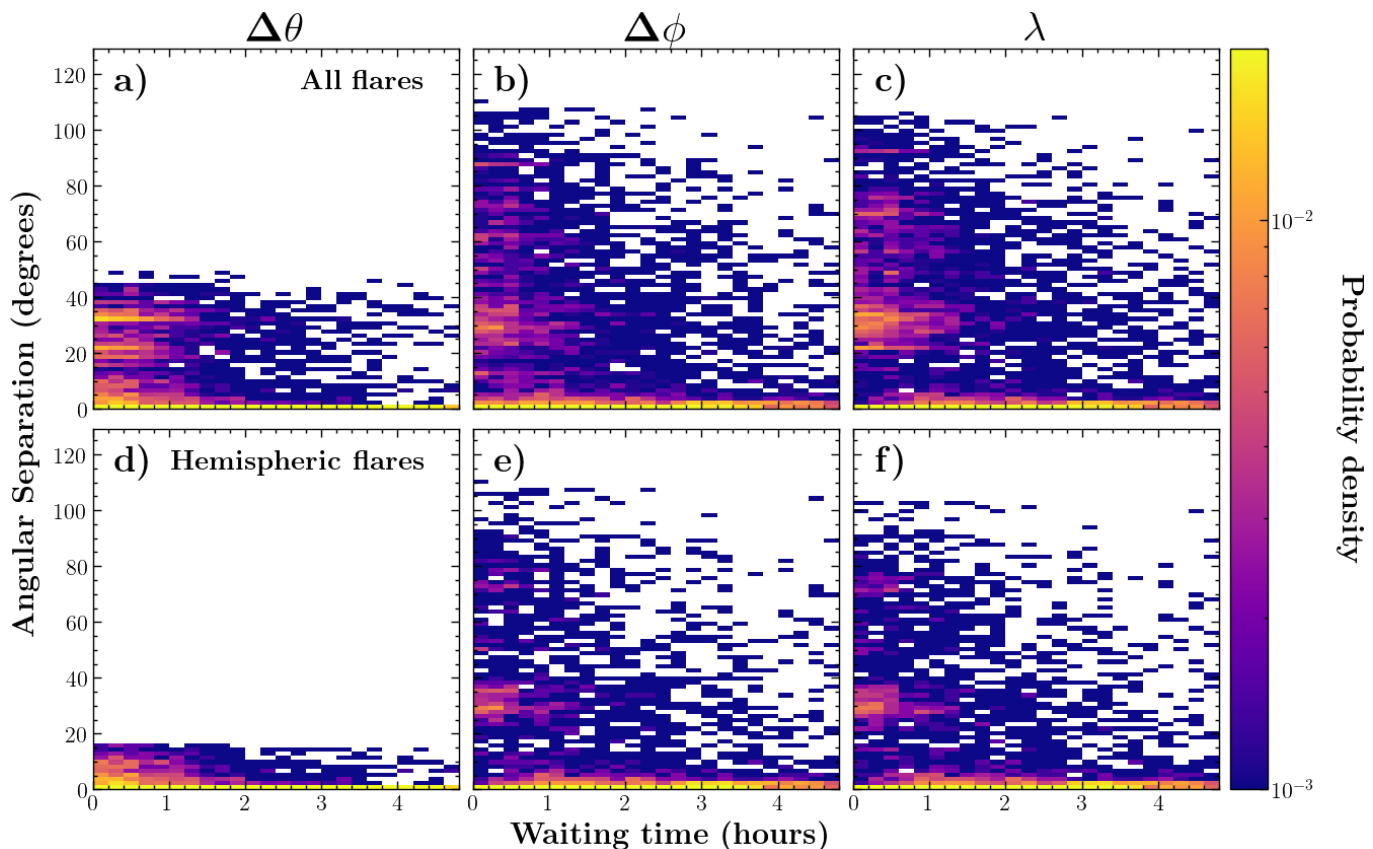 Δθ
Δϕ
λ
a)
All flares
b)
c)
120
100
80
60
40
20
0
d)
Hemispheric flares
e)
f)
120
100
80
60
40
20
0
0 1 2 3 4
0 1 2 3 4
0 1 2 3 4
Angular Separation (degrees)
Waiting time (hours)
10⁻²
10⁻³
Probability density